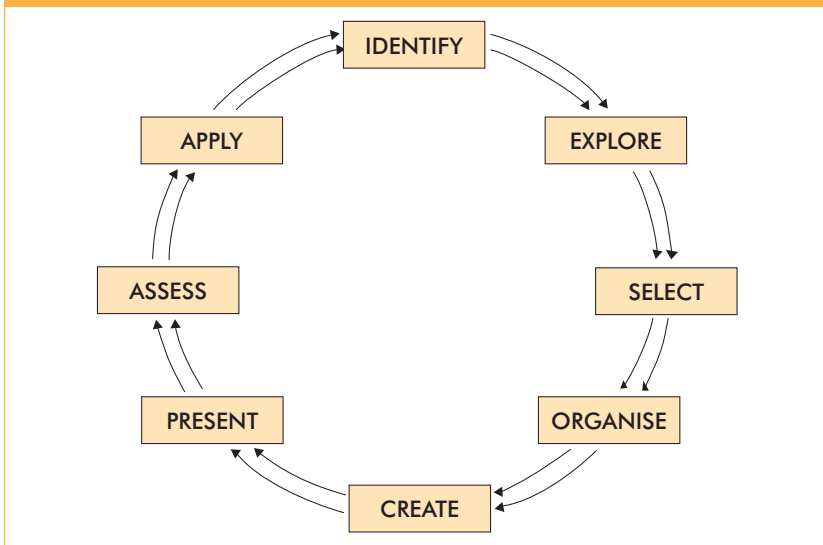 IDENTIFY
EXPLORE
SELECT
ORGANISE
CREATE
PRESENT
ASSESS
APPLY